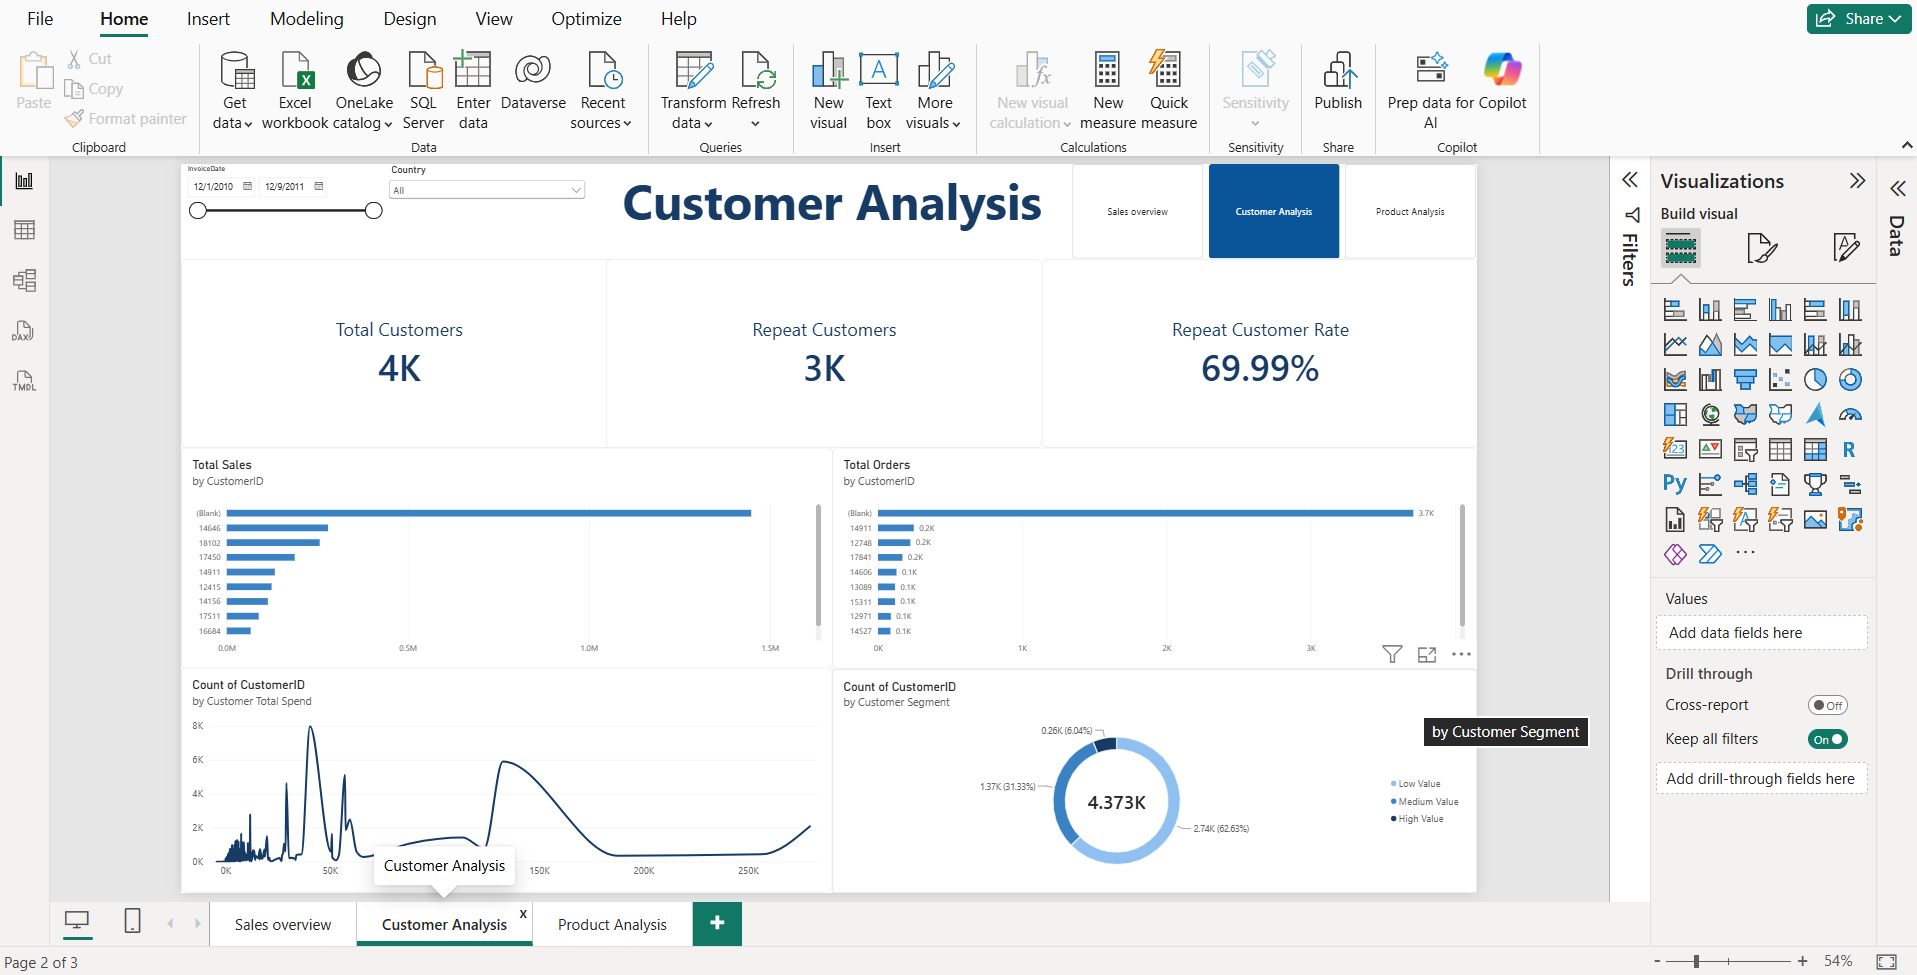 File Home Insert Modeling Design View Optimize Help
Share
Paste
Cut
Copy
Format painter
Clipboard
Get data
Excel workbook
OneLake catalog
SQL Server
Enter data
Dataverse
Recent sources
Data
Transform data
Refresh
Queries
New visual
Text box
More visuals
Insert
New visual calculation
New measure
Quick measure
Calculations
Sensitivity
Sensitivity
Publish
Share
Prep data for AI
Copilot
Copilot
DAX
TMDL
InvoiceDate
12/1/2010 12/9/2011
Country
All
Customer Analysis
Sales overview
Customer Analysis
Product Analysis
Total Customers
4K
Repeat Customers
3K
Repeat Customer Rate
69.99%
Total Sales
by CustomerID
(Blank)
14646
18102
17450
14911
12415
14156
17511
16684
0.0M 0.5M 1.0M 1.5M
Total Orders
by CustomerID
(Blank) 3.7K
14911 0.2K
12748 0.2K
17841 0.2K
14606 0.1K
13089 0.1K
15311 0.1K
12971 0.1K
14527 0.1K
0K 1K 2K 3K
Count of CustomerID
by Customer Total Spend
8K
6K
4K
2K
0K
0K 50K 150K 200K 250K
Customer Analysis
Count of CustomerID
by Customer Segment
0.26K (6.04%)
1.37K (31.33%)
4.373K
2.74K (62.63%)
Low Value
Medium Value
High Value
by Customer Segment
Filters
Visualizations
Build visual
123
R
Py
Values
Add data fields here
Drill through
Cross-report Off
Keep all filters On
Add drill-through fields here
Data
Sales overview
Customer Analysis x
Product Analysis
+
Page 2 of 3
- + 54%